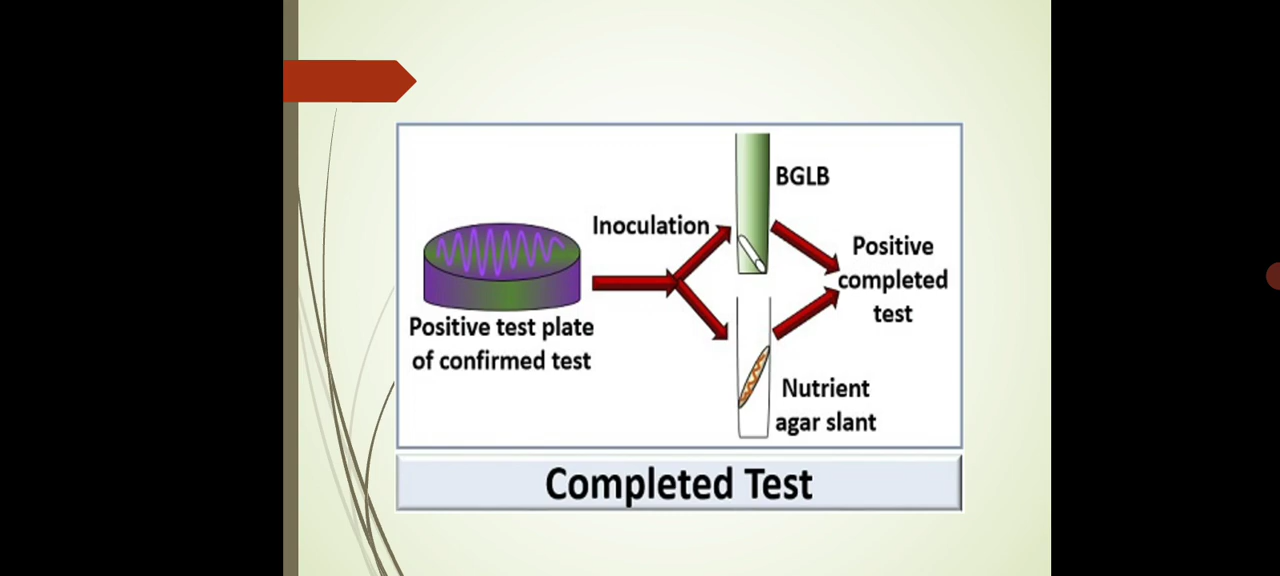 BGLB
Inoculation
Positive
completed
test
Positive test plate
of confirmed test
Nutrient
agar slant
Completed Test